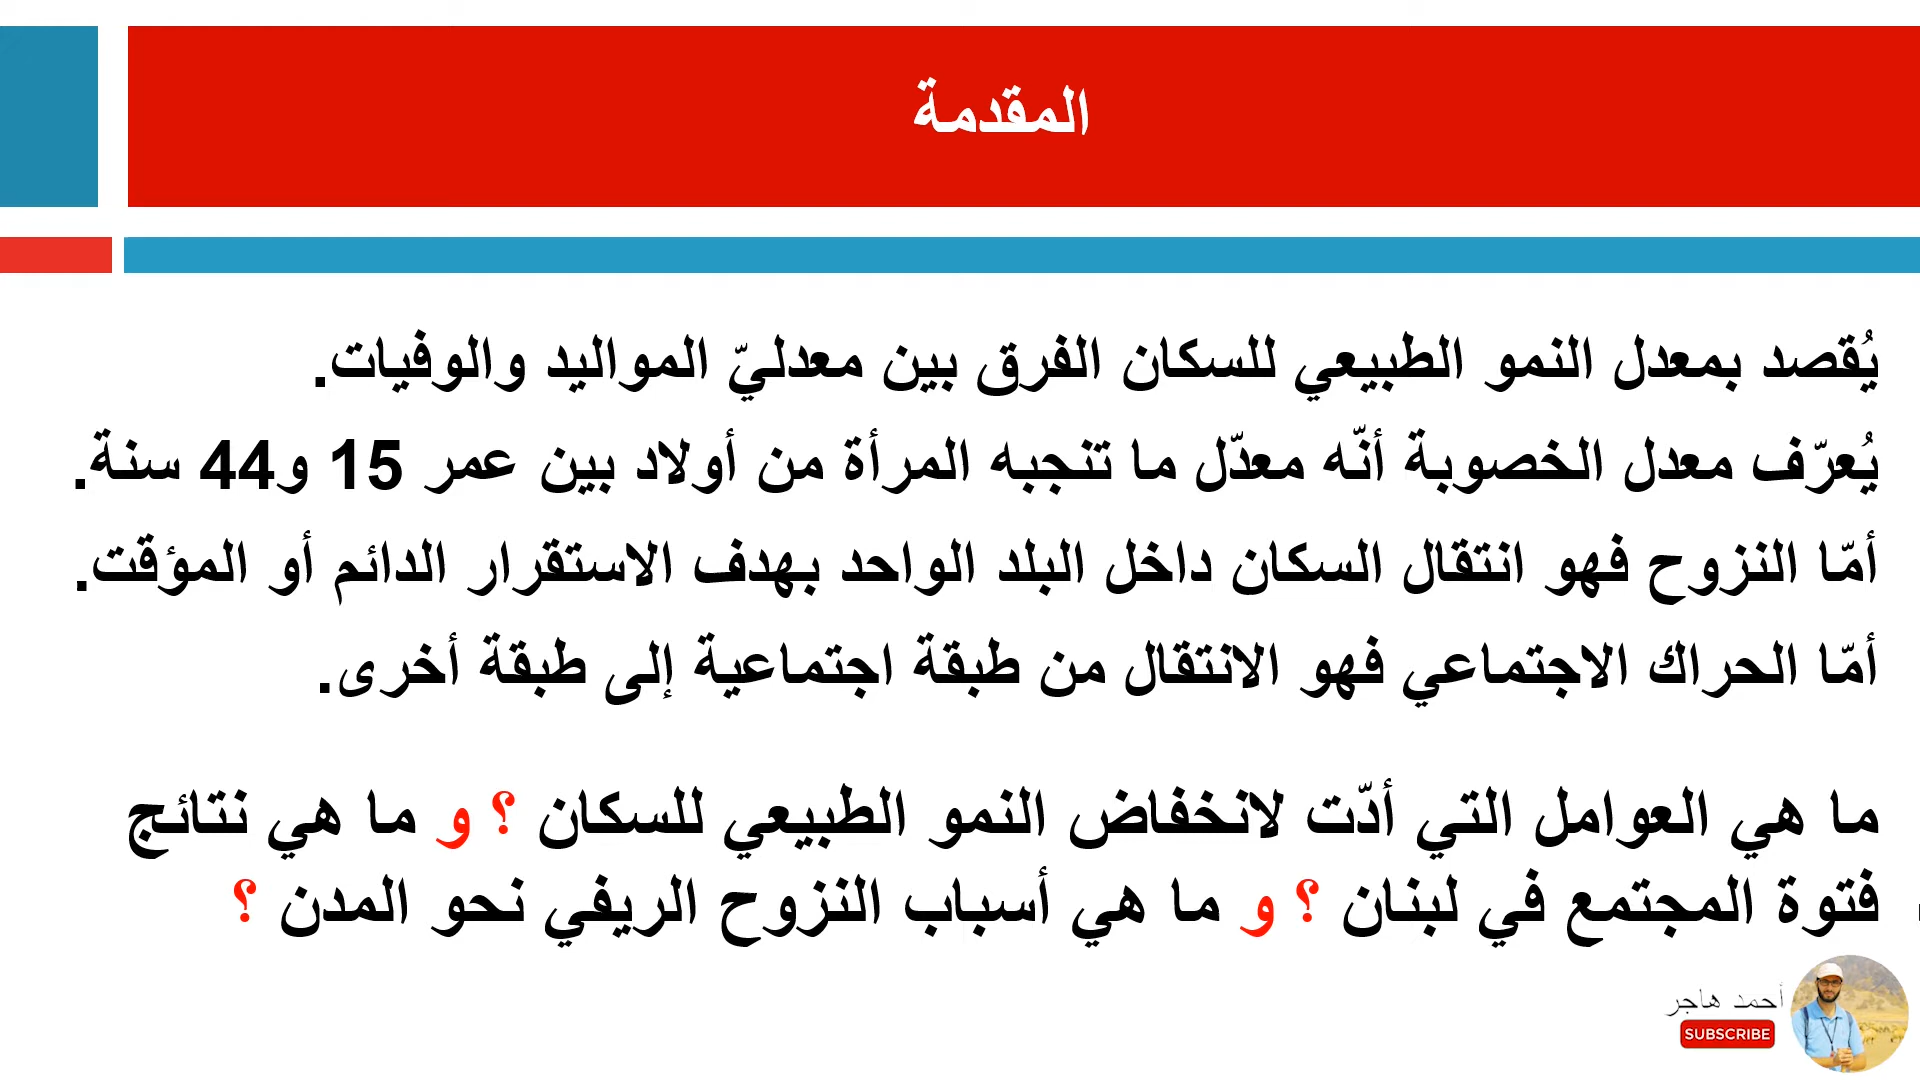 المقدمة
يُقصد بمعدل النمو الطبيعي للسكان الفرق بين معدليّ المواليد والوفيات.
يُعرّف معدل الخصوبة أنّه معدّل ما تنجبه المرأة من أولاد بين عمر 15 و44 سنة.
أمّا النزوح فهو انتقال السكان داخل البلد الواحد بهدف الاستقرار الدائم أو المؤقت.
أمّا الحراك الاجتماعي فهو الانتقال من طبقة اجتماعية إلى طبقة أخرى.
ما هي العوامل التي أدّت لانخفاض النمو الطبيعي للسكان ؟ و ما هي نتائج
فتوة المجتمع في لبنان ؟ و ما هي أسباب النزوح الريفي نحو المدن ؟
أحمد هاجر
SUBSCRIBE